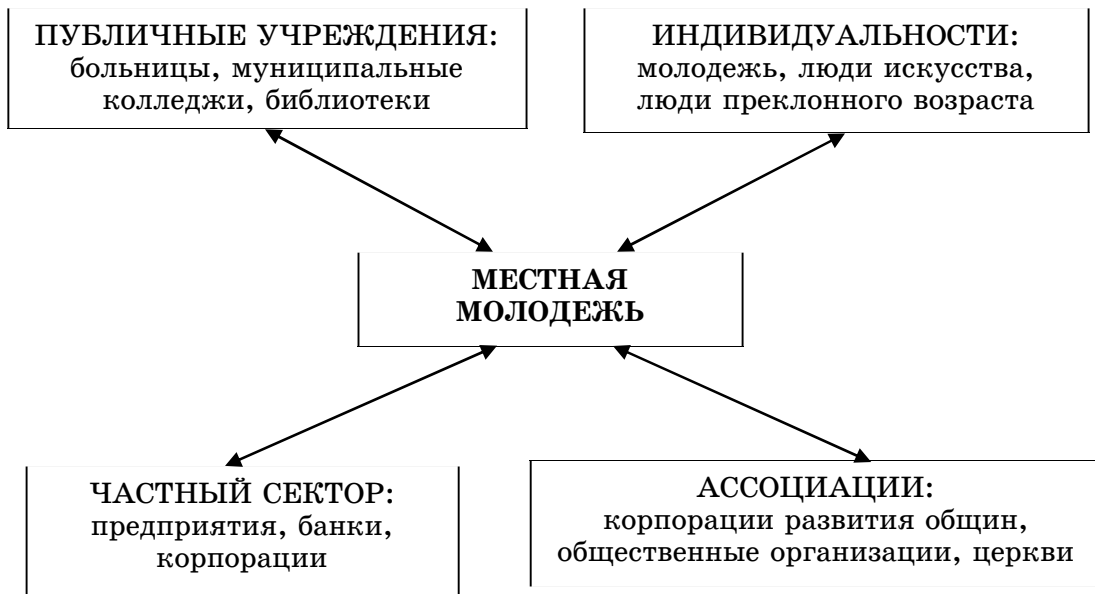 ПУБЛИЧНЫЕ УЧРЕЖДЕНИЯ:
больницы, муниципальные
колледжи, библиотеки
ИНДИВИДУАЛЬНОСТИ:
молодежь, люди искусства,
люди преклонного возраста
МЕСТНАЯ
МОЛОДЕЖЬ
ЧАСТНЫЙ СЕКТОР:
предприятия, банки,
корпорации
АССОЦИАЦИИ:
корпорации развития общин,
общественные организации, церкви